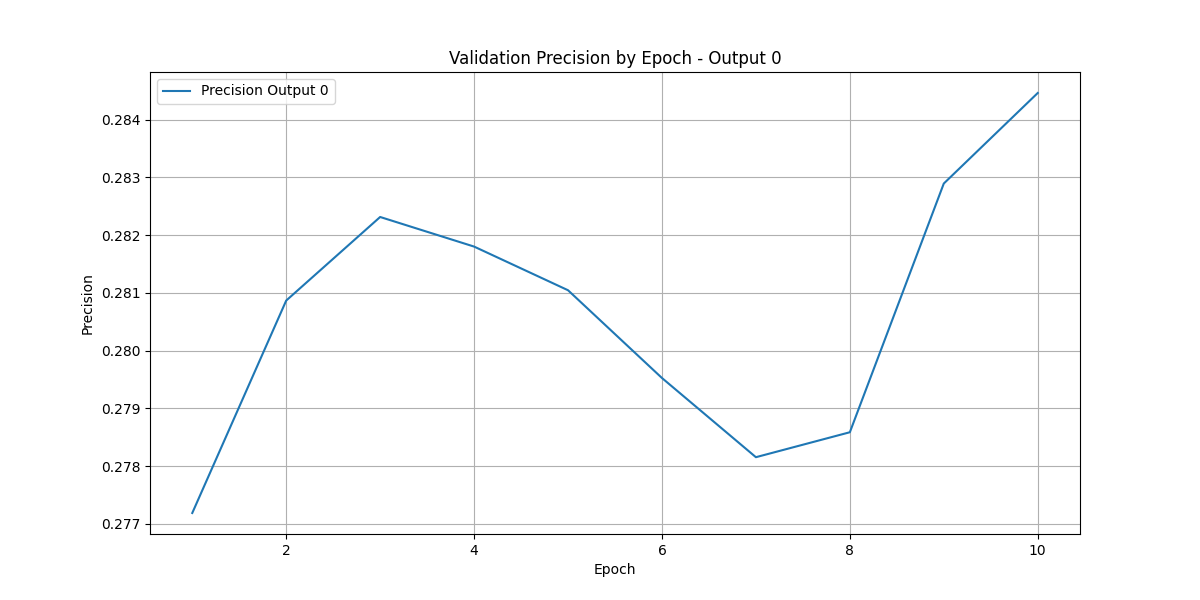 Validation Precision by Epoch - Output 0
Precision Output 0
0.284
0.283
0.282
0.281
0.280
0.279
0.278
0.277
Precision
2 4 6 8 10
Epoch